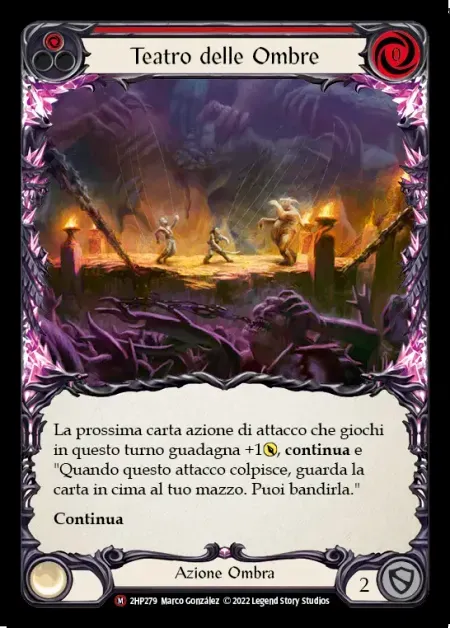 Teatro delle Ombre
0
La prossima carta azione di attacco che giochi
in questo turno guadagna +1, continua e
"Quando questo attacco colpisce, guarda la
carta in cima al tuo mazzo. Puoi bandirla."
Continua
Azione Ombra
2
M 2HP279 Marco González © 2022 Legend Story Studios